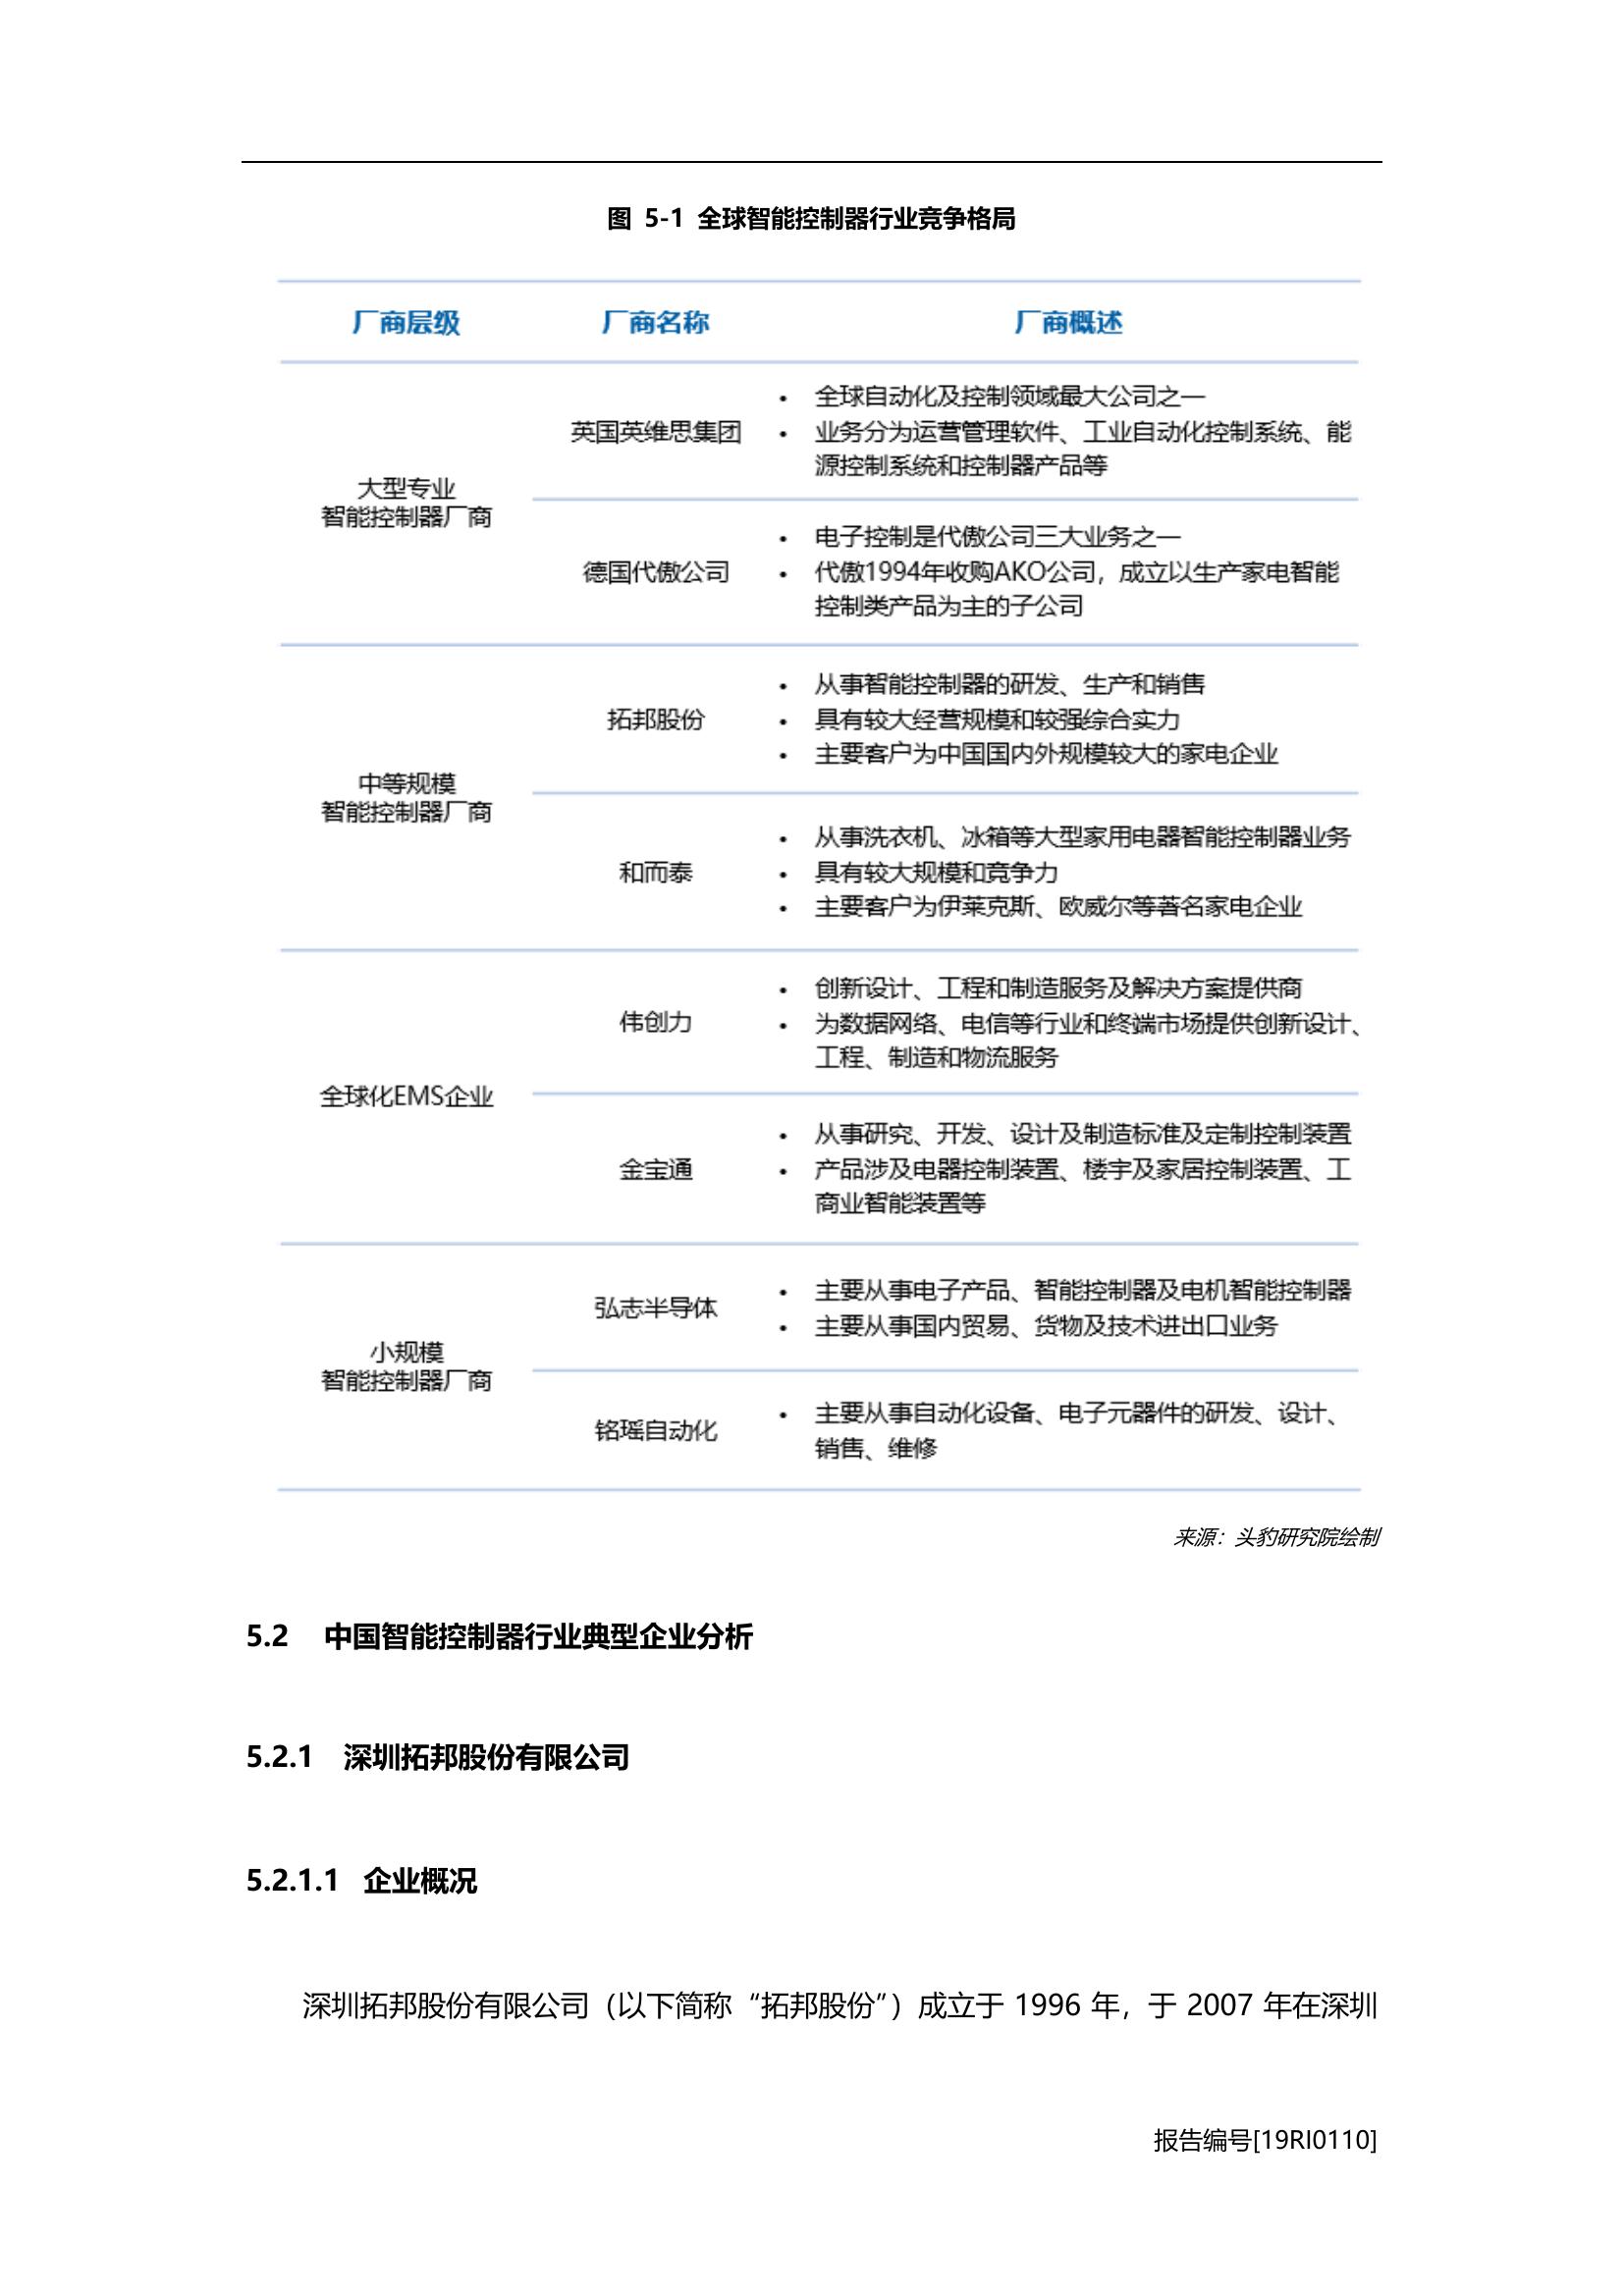 图 5-1 全球智能控制器行业竞争格局
厂商层级 厂商名称 厂商概述
大型专业
智能控制器厂商
英国英维思集团
• 全球自动化及控制领域最大公司之一
• 业务分为运营管理软件、工业自动化控制系统、能
源控制系统和控制器产品等
德国代傲公司
• 电子控制是代傲公司三大业务之一
• 代傲1994年收购AKO公司，成立以生产家电智能
控制类产品为主的子公司
中等规模
智能控制器厂商
拓邦股份
• 从事智能控制器的研发、生产和销售
• 具有较大经营规模和较强综合实力
• 主要客户为中国国内外规模较大的家电企业
和而泰
• 从事洗衣机、冰箱等大型家用电器智能控制器业务
• 具有较大规模和竞争力
• 主要客户为伊莱克斯、欧威尔等著名家电企业
全球化EMS企业
伟创力
• 创新设计、工程和制造服务及解决方案提供商
• 为数据网络、电信等行业和终端市场提供创新设计、
工程、制造和物流服务
金宝通
• 从事研究、开发、设计及制造标准及定制控制装置
• 产品涉及电器控制装置、楼宇及家居控制装置、工
商业智能装置等
小规模
智能控制器厂商
弘志半导体
• 主要从事电子产品、智能控制器及电机智能控制器
• 主要从事国内贸易、货物及技术进出口业务
铭瑶自动化
• 主要从事自动化设备、电子元器件的研发、设计、
销售、维修
来源：头豹研究院绘制
5.2 中国智能控制器行业典型企业分析
5.2.1 深圳拓邦股份有限公司
5.2.1.1 企业概况
深圳拓邦股份有限公司（以下简称“拓邦股份”）成立于 1996 年，于 2007 年在深圳
报告编号[19RI0110]